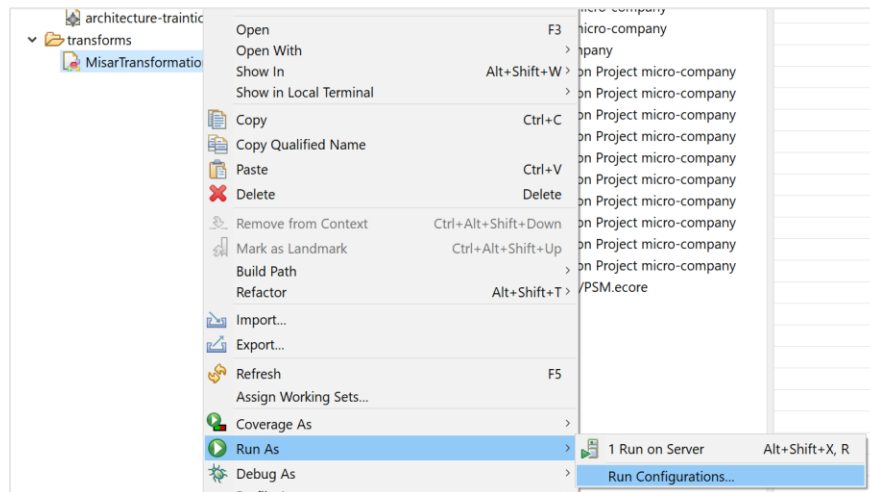 architecture-traintic
transforms
MisarTransformatio
Open F3
Open With
Show In Alt+Shift+W
Show in Local Terminal
Copy Ctrl+C
Copy Qualified Name
Paste Ctrl+V
Delete Delete
Remove from Context Ctrl+Alt+Shift+Down
Mark as Landmark Ctrl+Alt+Shift+Up
Build Path
Refactor Alt+Shift+T
Import...
Export...
Refresh F5
Assign Working Sets...
Coverage As
Run As
Debug As
micro-company
micro-company
mpany
on Project micro-company
on Project micro-company
on Project micro-company
on Project micro-company
on Project micro-company
on Project micro-company
on Project micro-company
on Project micro-company
on Project micro-company
on Project micro-company
/PSM.ecore
1 Run on Server Alt+Shift+X, R
Run Configurations...